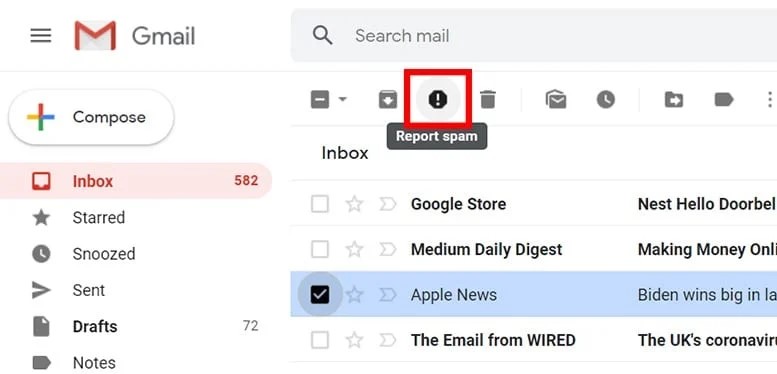 Gmail
Search mail
Compose
Report spam
Inbox
Inbox 582
Starred
Snoozed
Sent
Drafts 72
Notes
Google Store Nest Hello Doorbel
Medium Daily Digest Making Money Onli
Apple News Biden wins big in la
The Email from WIRED The UK's coronaviru